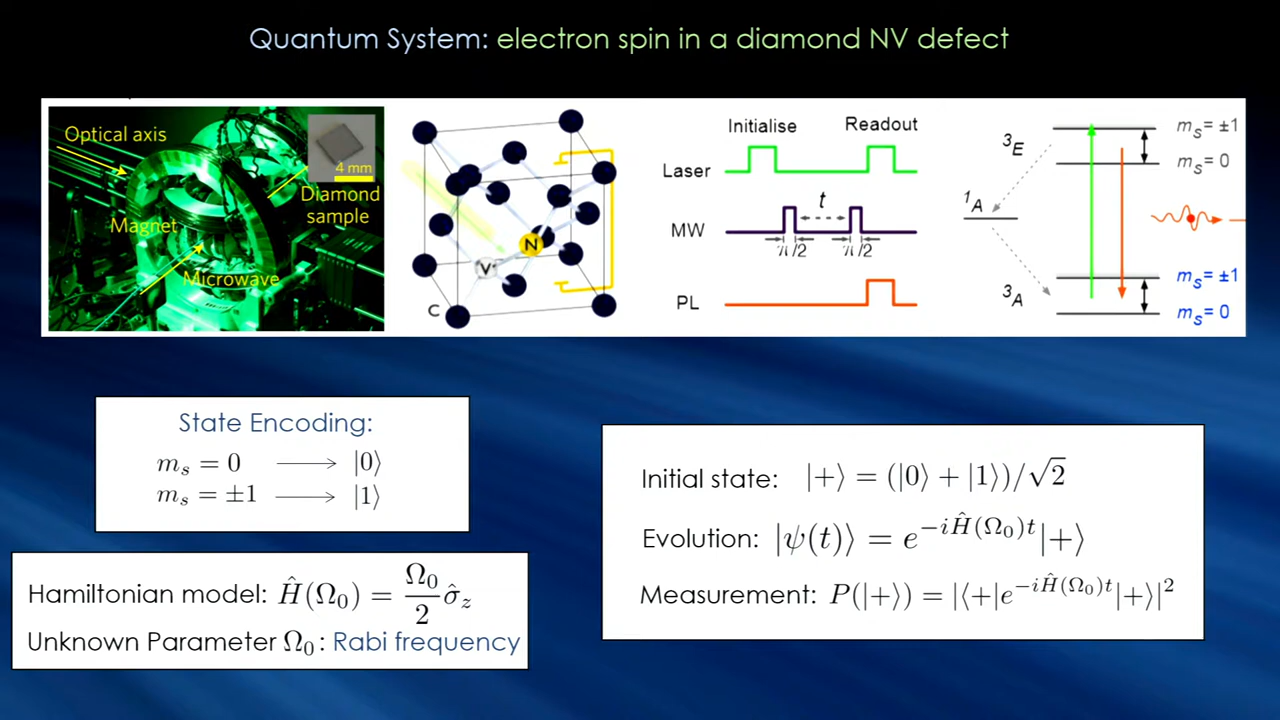 Quantum System: electron spin in a diamond NV defect
Optical axis
4 mm
Diamond
sample
Magnet
Microwave
N
V
C
Initialise Readout
Laser
t
MW
π/2 π/2
PL
³E
mₛ = ±1
mₛ = 0
¹A
³A
mₛ = ±1
mₛ = 0
State Encoding:
mₛ = 0 ⟶ |0⟩
mₛ = ±1 ⟶ |1⟩
Hamiltonian model: Ĥ(Ω₀) = Ω₀/2 σ̂_z
Unknown Parameter Ω₀ : Rabi frequency
Initial state: |+⟩ = (|0⟩ + |1⟩)/√2
Evolution: |ψ(t)⟩ = e^{−iĤ(Ω₀)t}|+⟩
Measurement: P(|+⟩) = |⟨+|e^{−iĤ(Ω₀)t}|+⟩|²